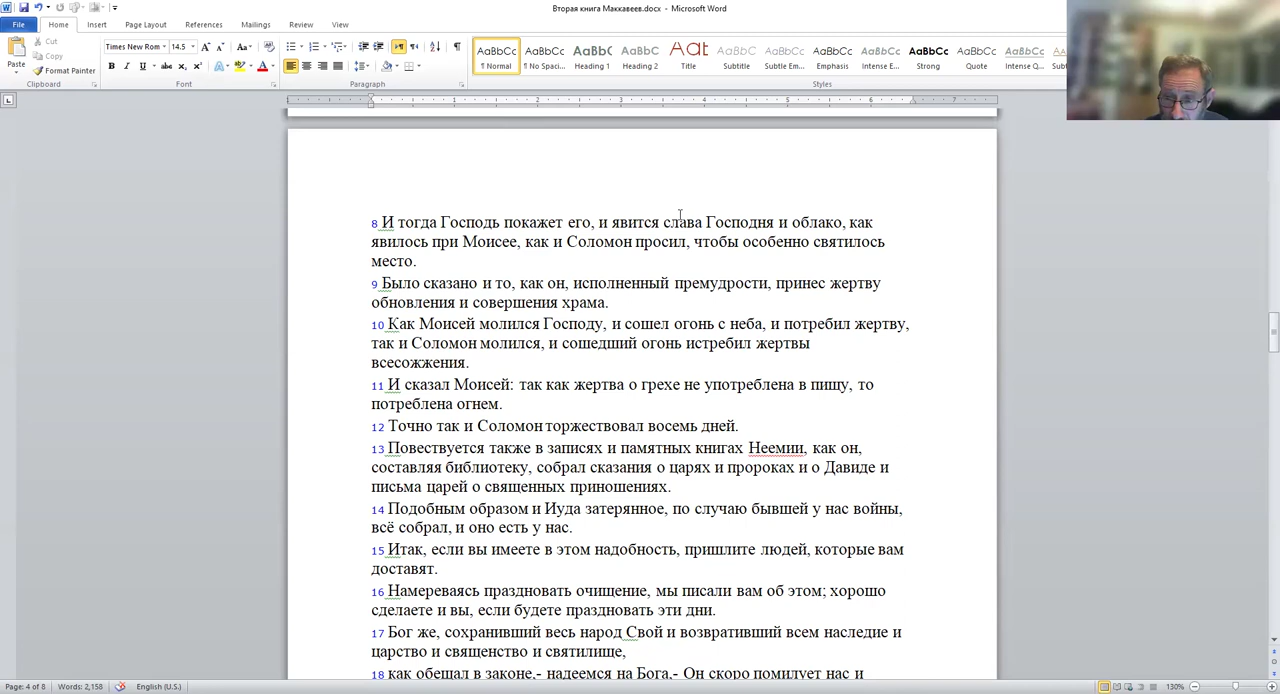 Вторая книга Маккавеев.docx - Microsoft Word
File Home Insert Page Layout References Mailings Review View
Cut
Copy
Format Painter
Paste
Times New Rom 14.5
AaBbCc AaBbCc AaBbC AaBbCc AaI AaBbCc AaBbCc AaBbCc AaBbCc AaBbCc AaBbCc AaBbCc
¶ Normal ¶ No Spaci... Heading 1 Heading 2 Title Subtitle Subtle Em... Emphasis Intense E... Strong Quote Intense Q...
Clipboard Font Paragraph Styles
8 И тогда Господь покажет его, и явится слава Господня и облако, как
явилось при Моисее, как и Соломон просил, чтобы особенно святилось
место.
9 Было сказано и то, как он, исполненный премудрости, принес жертву
обновления и совершения храма.
10 Как Моисей молился Господу, и сошел огонь с неба, и потребил жертву,
так и Соломон молился, и сошедший огонь истребил жертвы
всесожжения.
11 И сказал Моисей: так как жертва о грехе не употреблена в пищу, то
потреблена огнем.
12 Точно так и Соломон торжествовал восемь дней.
13 Повествуется также в записях и памятных книгах Неемии, как он,
составляя библиотеку, собрал сказания о царях и пророках и о Давиде и
письма царей о священных приношениях.
14 Подобным образом и Иуда затерянное, по случаю бывшей у нас войны,
всё собрал, и оно есть у нас.
15 Итак, если вы имеете в этом надобность, пришлите людей, которые вам
доставят.
16 Намереваясь праздновать очищение, мы писали вам об этом; хорошо
сделаете и вы, если будете праздновать эти дни.
17 Бог же, сохранивший весь народ Свой и возвративший всем наследие и
царство и священство и святилище,
18 как обещал в законе,- надеемся на Бога,- Он скоро помилует нас и
Page: 4 of 8 Words: 2,158 English (U.S.) 130%